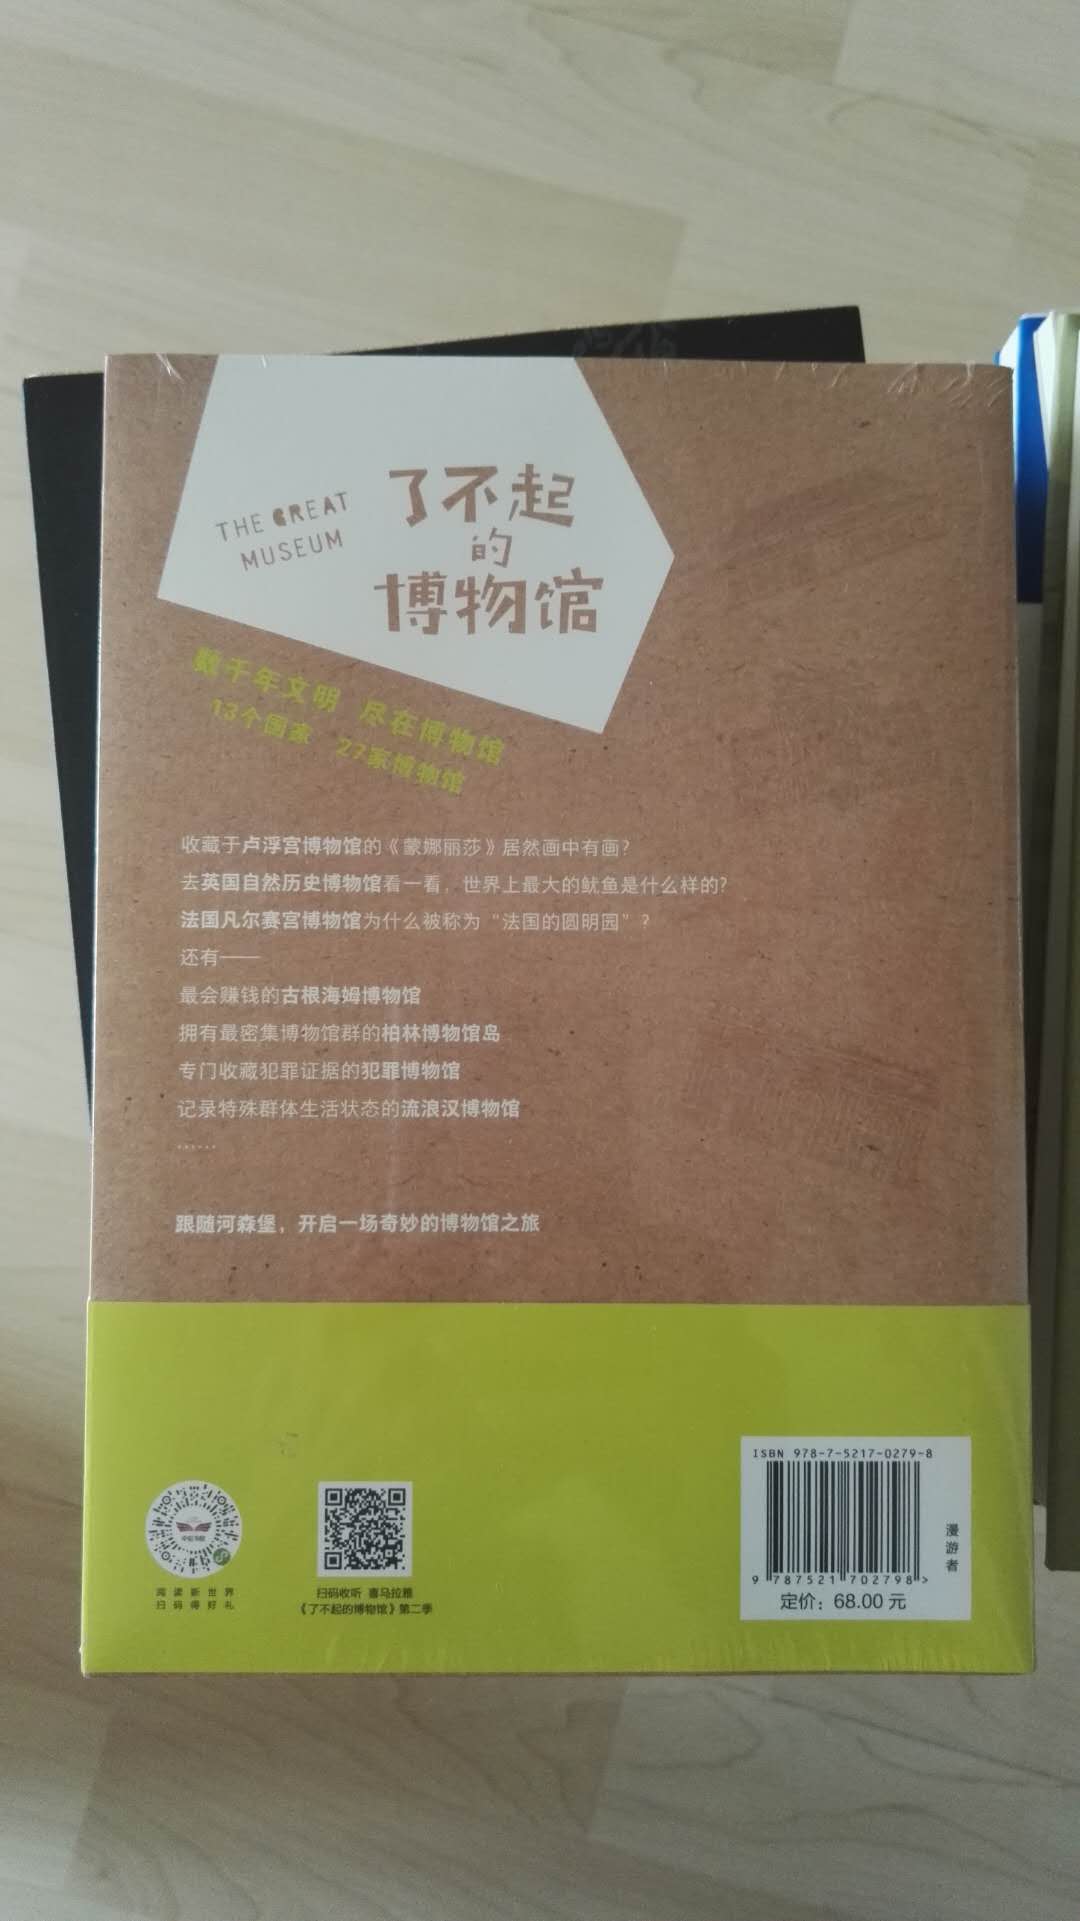 THE GREAT
MUSEUM
了不起
的
博物馆
数千年文明 尽在博物馆
13个国家 27家博物馆
收藏于卢浮宫博物馆的《蒙娜丽莎》居然画中有画？
去英国自然历史博物馆看一看，世界上最大的鱿鱼是什么样的？
法国凡尔赛宫博物馆为什么被称为“法国的圆明园”？
还有——
最会赚钱的古根海姆博物馆
拥有最密集博物馆群的柏林博物馆岛
专门收藏犯罪证据的犯罪博物馆
记录特殊群体生活状态的流浪汉博物馆
……
跟随河森堡，开启一场奇妙的博物馆之旅
阅读新世界
扫码得好礼
扫码收听 喜马拉雅
《了不起的博物馆》第二季
ISBN 978-7-5217-0279-8
9 787521 702798 >
定价：68.00 元
漫游者